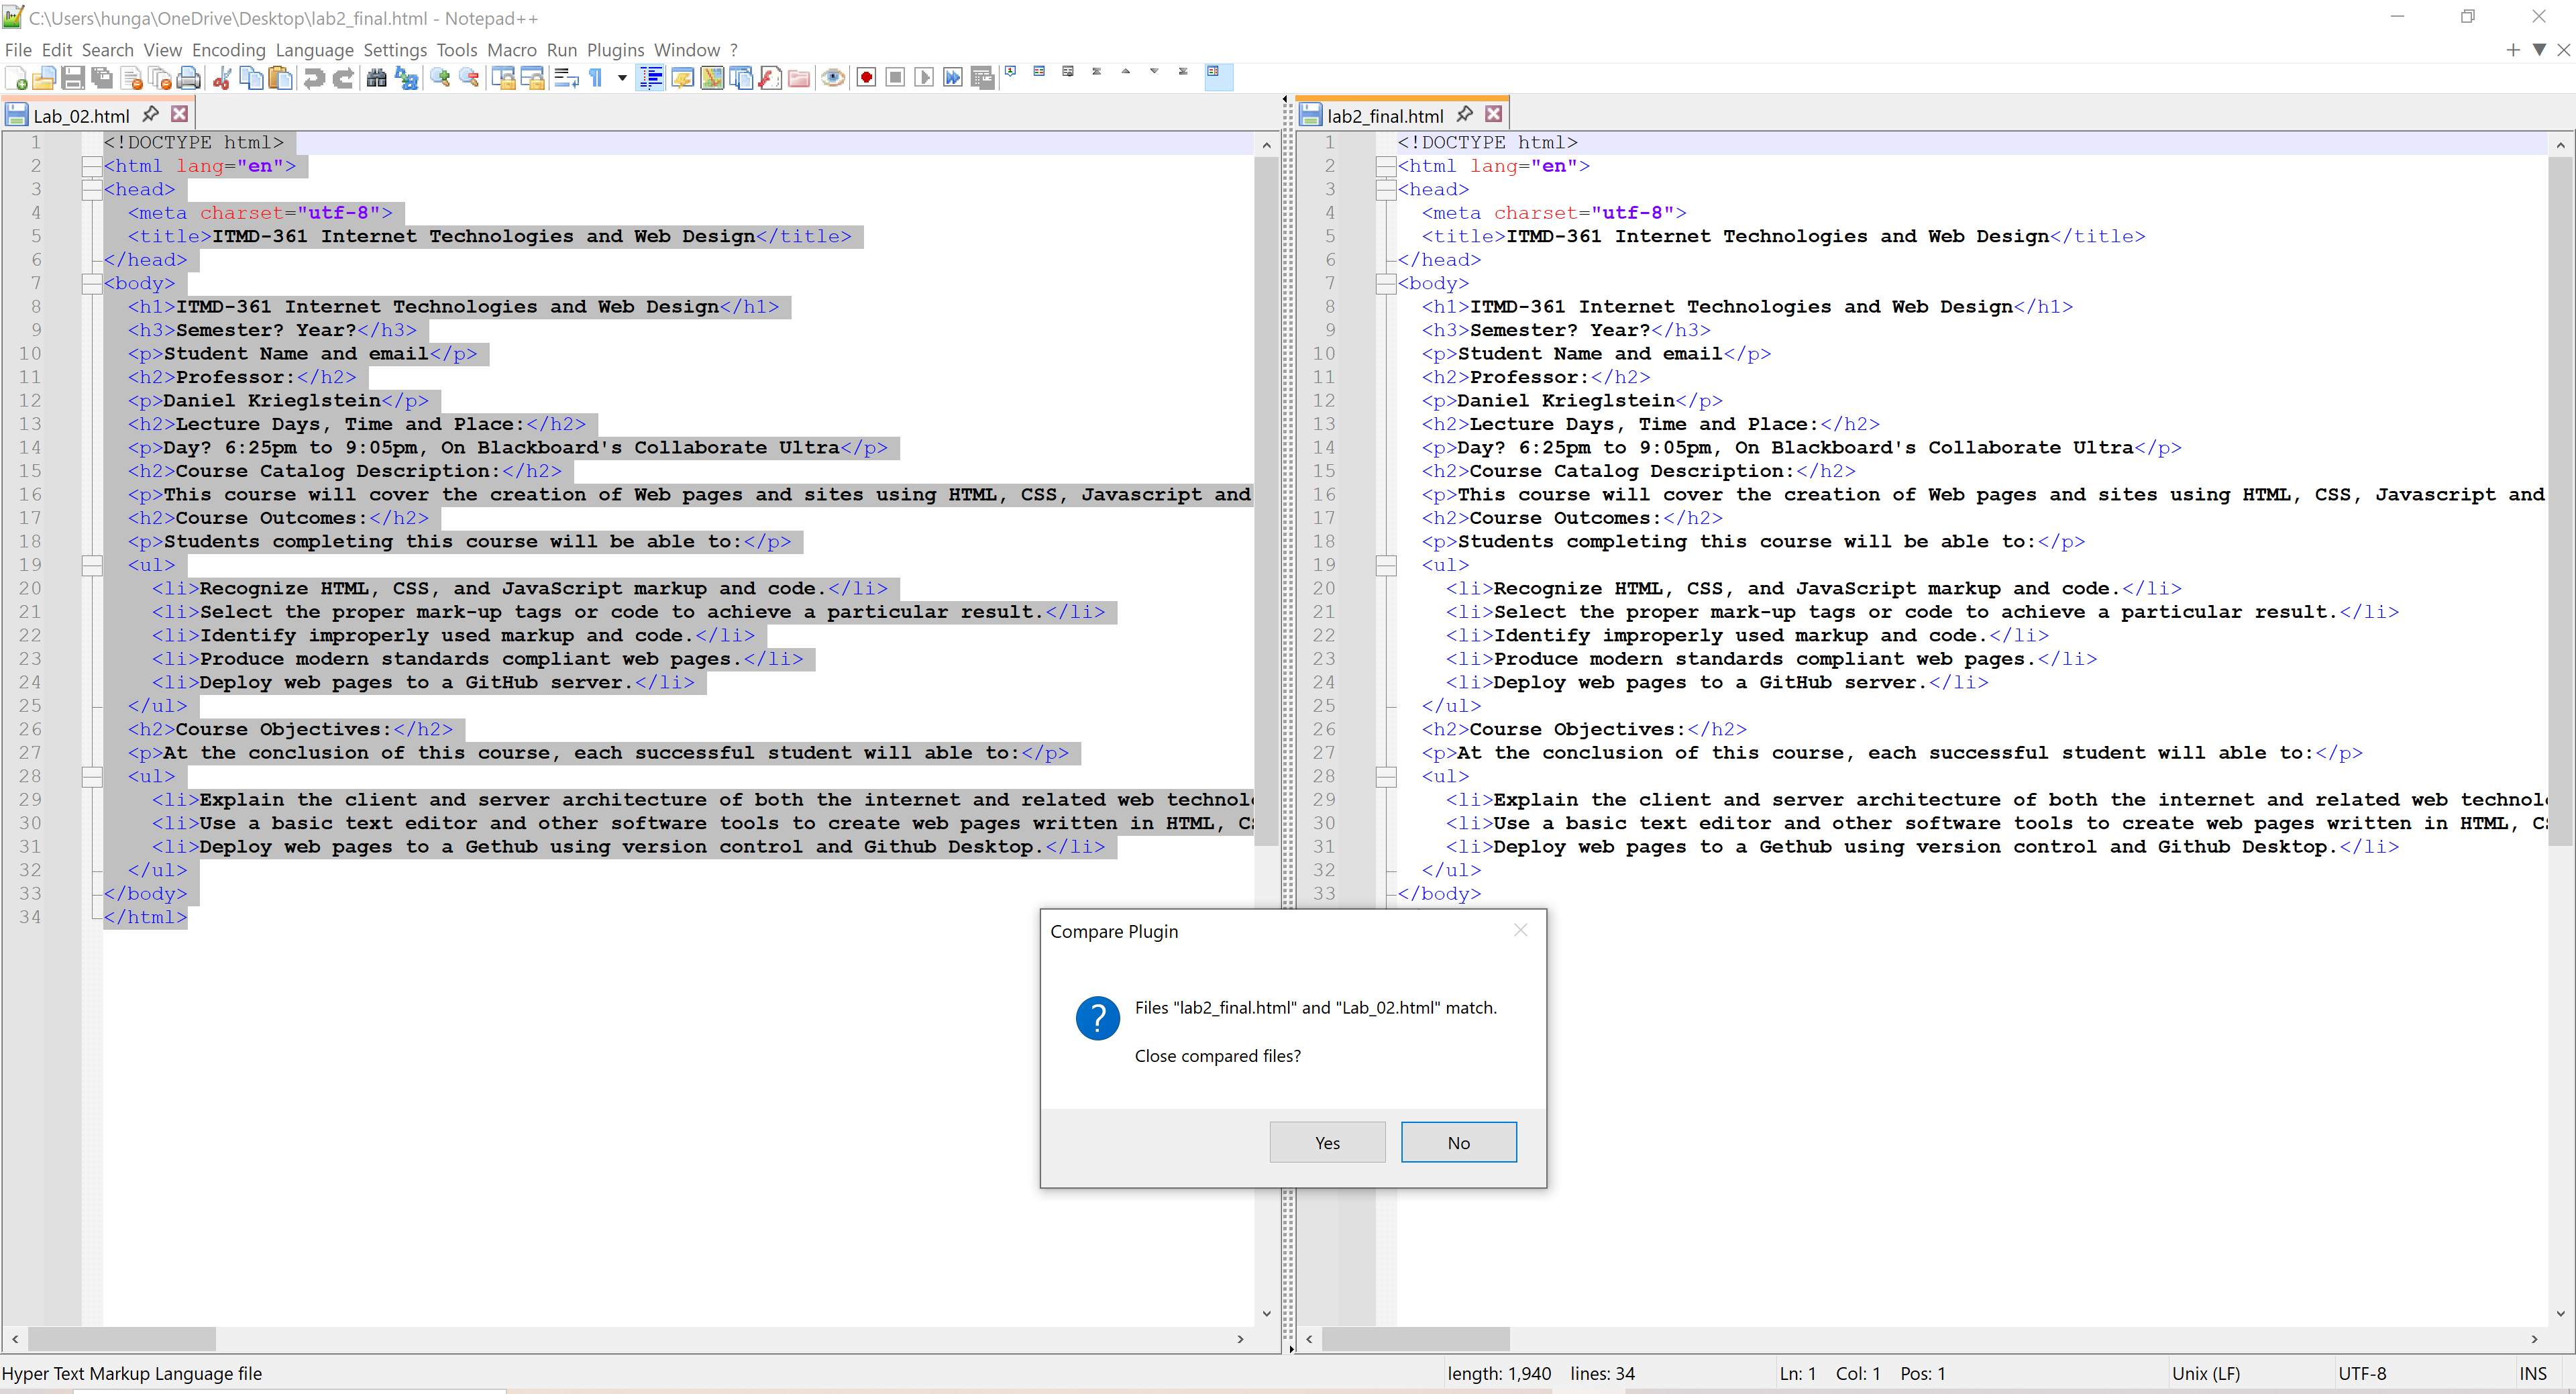 C:\Users\hunga\OneDrive\Desktop\lab2_final.html - Notepad++
File Edit Search View Encoding Language Settings Tools Macro Run Plugins Window ?
Lab_02.html
1 <!DOCTYPE html>
2 <html lang="en">
3 <head>
4 <meta charset="utf-8">
5 <title>ITMD-361 Internet Technologies and Web Design</title>
6 </head>
7 <body>
8 <h1>ITMD-361 Internet Technologies and Web Design</h1>
9 <h3>Semester? Year?</h3>
10 <p>Student Name and email</p>
11 <h2>Professor:</h2>
12 <p>Daniel Krieglstein</p>
13 <h2>Lecture Days, Time and Place:</h2>
14 <p>Day? 6:25pm to 9:05pm, On Blackboard's Collaborate Ultra</p>
15 <h2>Course Catalog Description:</h2>
16 <p>This course will cover the creation of Web pages and sites using HTML, CSS, Javascript and
17 <h2>Course Outcomes:</h2>
18 <p>Students completing this course will be able to:</p>
19 <ul>
20 <li>Recognize HTML, CSS, and JavaScript markup and code.</li>
21 <li>Select the proper mark-up tags or code to achieve a particular result.</li>
22 <li>Identify improperly used markup and code.</li>
23 <li>Produce modern standards compliant web pages.</li>
24 <li>Deploy web pages to a GitHub server.</li>
25 </ul>
26 <h2>Course Objectives:</h2>
27 <p>At the conclusion of this course, each successful student will able to:</p>
28 <ul>
29 <li>Explain the client and server architecture of both the internet and related web technol
30 <li>Use a basic text editor and other software tools to create web pages written in HTML, C
31 <li>Deploy web pages to a Gethub using version control and Github Desktop.</li>
32 </ul>
33 </body>
34 </html>
lab2_final.html
1 <!DOCTYPE html>
2 <html lang="en">
3 <head>
4 <meta charset="utf-8">
5 <title>ITMD-361 Internet Technologies and Web Design</title>
6 </head>
7 <body>
8 <h1>ITMD-361 Internet Technologies and Web Design</h1>
9 <h3>Semester? Year?</h3>
10 <p>Student Name and email</p>
11 <h2>Professor:</h2>
12 <p>Daniel Krieglstein</p>
13 <h2>Lecture Days, Time and Place:</h2>
14 <p>Day? 6:25pm to 9:05pm, On Blackboard's Collaborate Ultra</p>
15 <h2>Course Catalog Description:</h2>
16 <p>This course will cover the creation of Web pages and sites using HTML, CSS, Javascript and
17 <h2>Course Outcomes:</h2>
18 <p>Students completing this course will be able to:</p>
19 <ul>
20 <li>Recognize HTML, CSS, and JavaScript markup and code.</li>
21 <li>Select the proper mark-up tags or code to achieve a particular result.</li>
22 <li>Identify improperly used markup and code.</li>
23 <li>Produce modern standards compliant web pages.</li>
24 <li>Deploy web pages to a GitHub server.</li>
25 </ul>
26 <h2>Course Objectives:</h2>
27 <p>At the conclusion of this course, each successful student will able to:</p>
28 <ul>
29 <li>Explain the client and server architecture of both the internet and related web technol
30 <li>Use a basic text editor and other software tools to create web pages written in HTML, C
31 <li>Deploy web pages to a Gethub using version control and Github Desktop.</li>
32 </ul>
33 </body>
Compare Plugin
Files "lab2_final.html" and "Lab_02.html" match.
Close compared files?
Yes No
Hyper Text Markup Language file length: 1,940 lines: 34 Ln: 1 Col: 1 Pos: 1 Unix (LF) UTF-8 INS